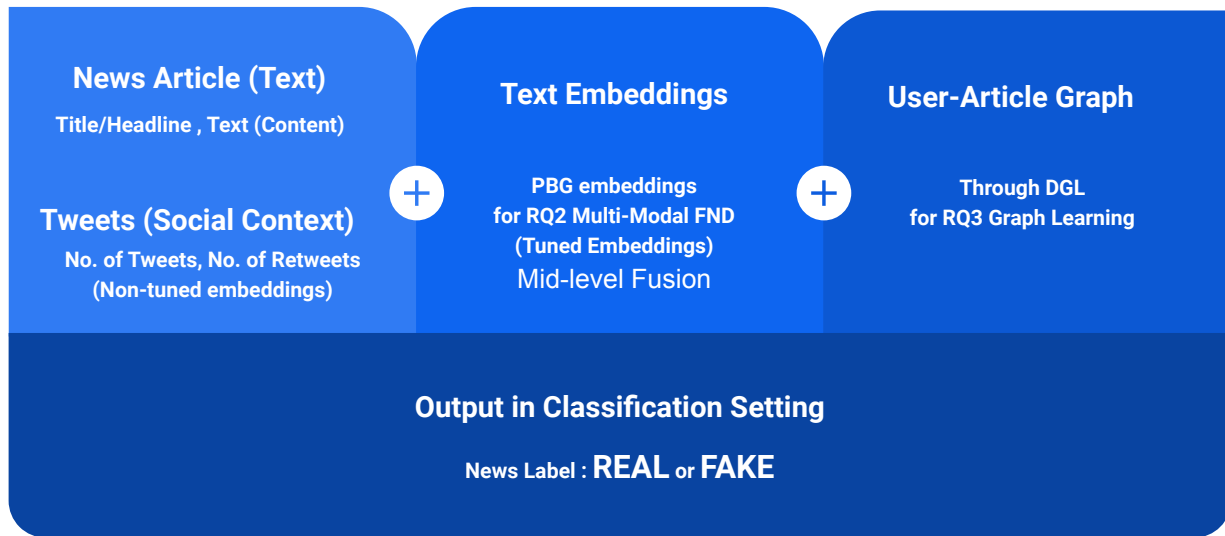 News Article (Text)
Title/Headline , Text (Content)
Tweets (Social Context)
No. of Tweets, No. of Retweets
(Non-tuned embeddings)
Text Embeddings
PBG embeddings
for RQ2 Multi-Modal FND
(Tuned Embeddings)
Mid-level Fusion
User-Article Graph
Through DGL
for RQ3 Graph Learning
Output in Classification Setting
News Label : REAL or FAKE